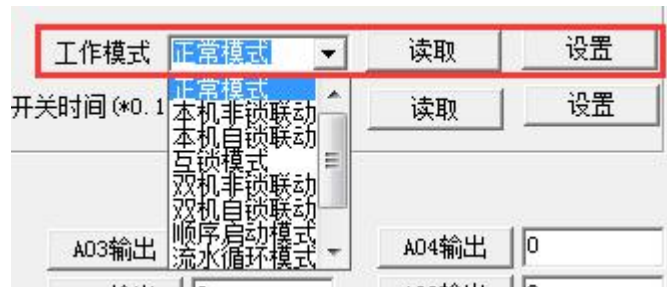 工作模式 正常模式 读取 设置
正常模式
开关时间(*0.1 本机非锁联动 读取 设置
本机自锁联动
互锁模式
双机非锁联动
双机自锁联动
顺序启动模式
A03输出 流水循环模式 A04输出 0